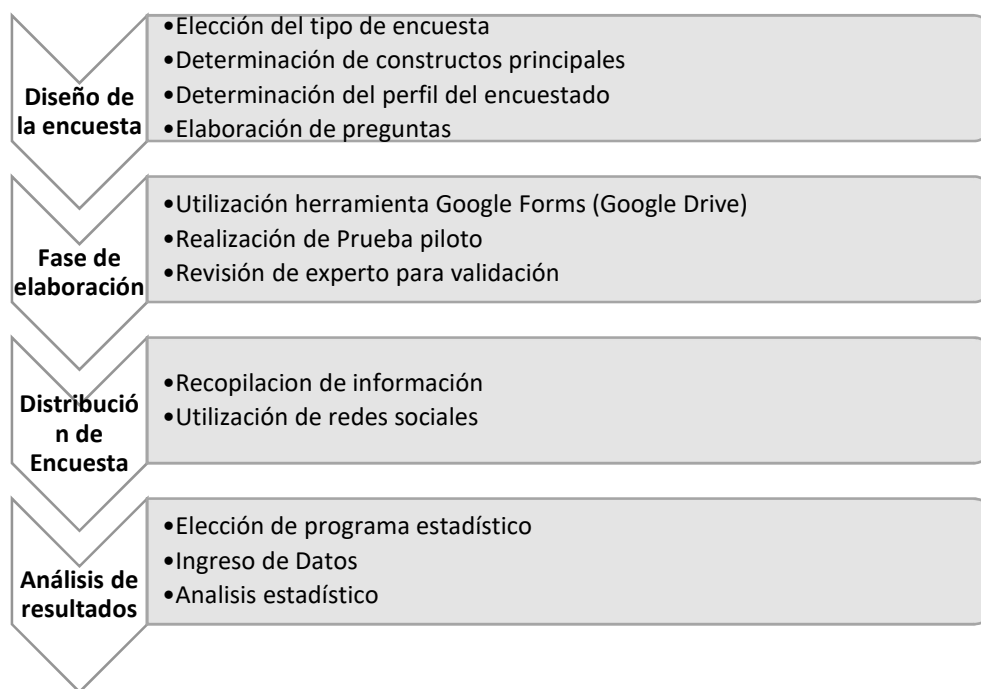 Diseño de
la encuesta
•Elección del tipo de encuesta
•Determinación de constructos principales
•Determinación del perfil del encuestado
•Elaboración de preguntas
Fase de
elaboración
•Utilización herramienta Google Forms (Google Drive)
•Realización de Prueba piloto
•Revisión de experto para validación
Distribució
n de
Encuesta
•Recopilacion de información
•Utilización de redes sociales
Análisis de
resultados
•Elección de programa estadístico
•Ingreso de Datos
•Analisis estadístico